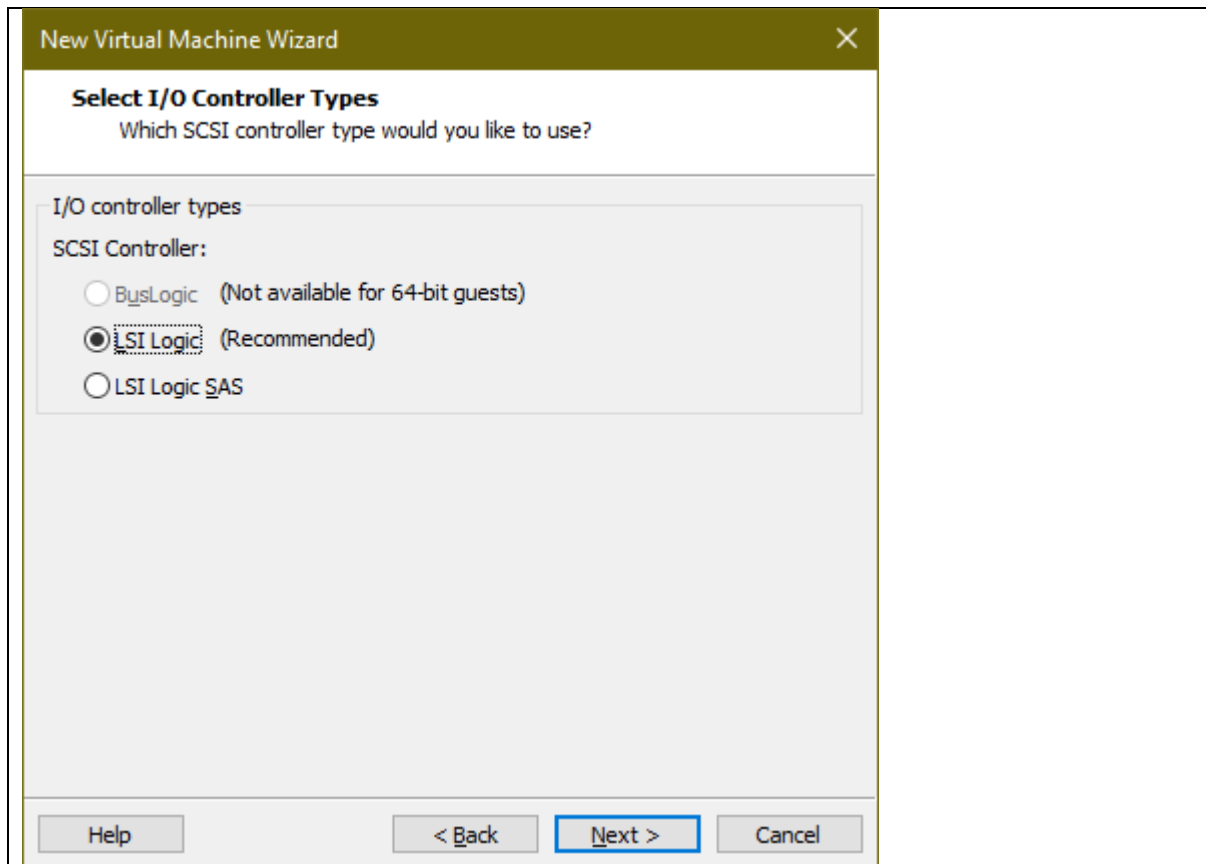 New Virtual Machine Wizard
Select I/O Controller Types
Which SCSI controller type would you like to use?
I/O controller types
SCSI Controller:
BusLogic (Not available for 64-bit guests)
LSI Logic (Recommended)
LSI Logic SAS
Help < Back Next > Cancel